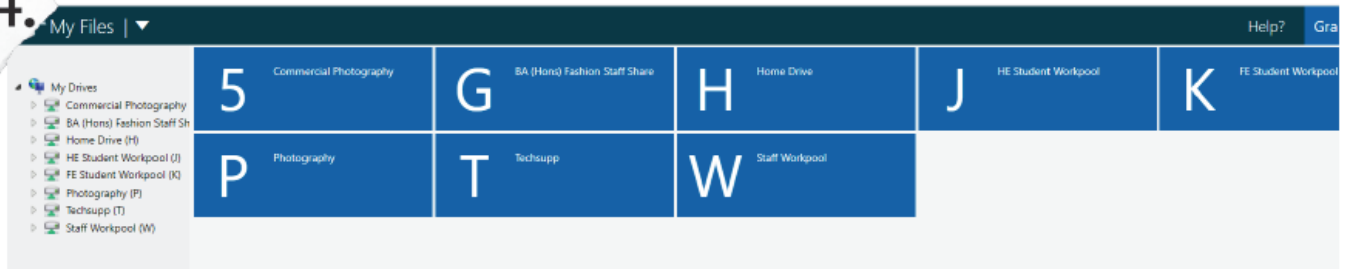 4.
My Files | ▼
Help?
Gra
My Drives
Commercial Photography
BA (Hons) Fashion Staff Sh
Home Drive (H)
HE Student Workpool (J)
FE Student Workpool (K)
Photography (P)
Techsupp (T)
Staff Workpool (W)
5 Commercial Photography
G BA (Hons) Fashion Staff Share
H Home Drive
J HE Student Workpool
K FE Student Workpool
P Photography
T Techsupp
W Staff Workpool